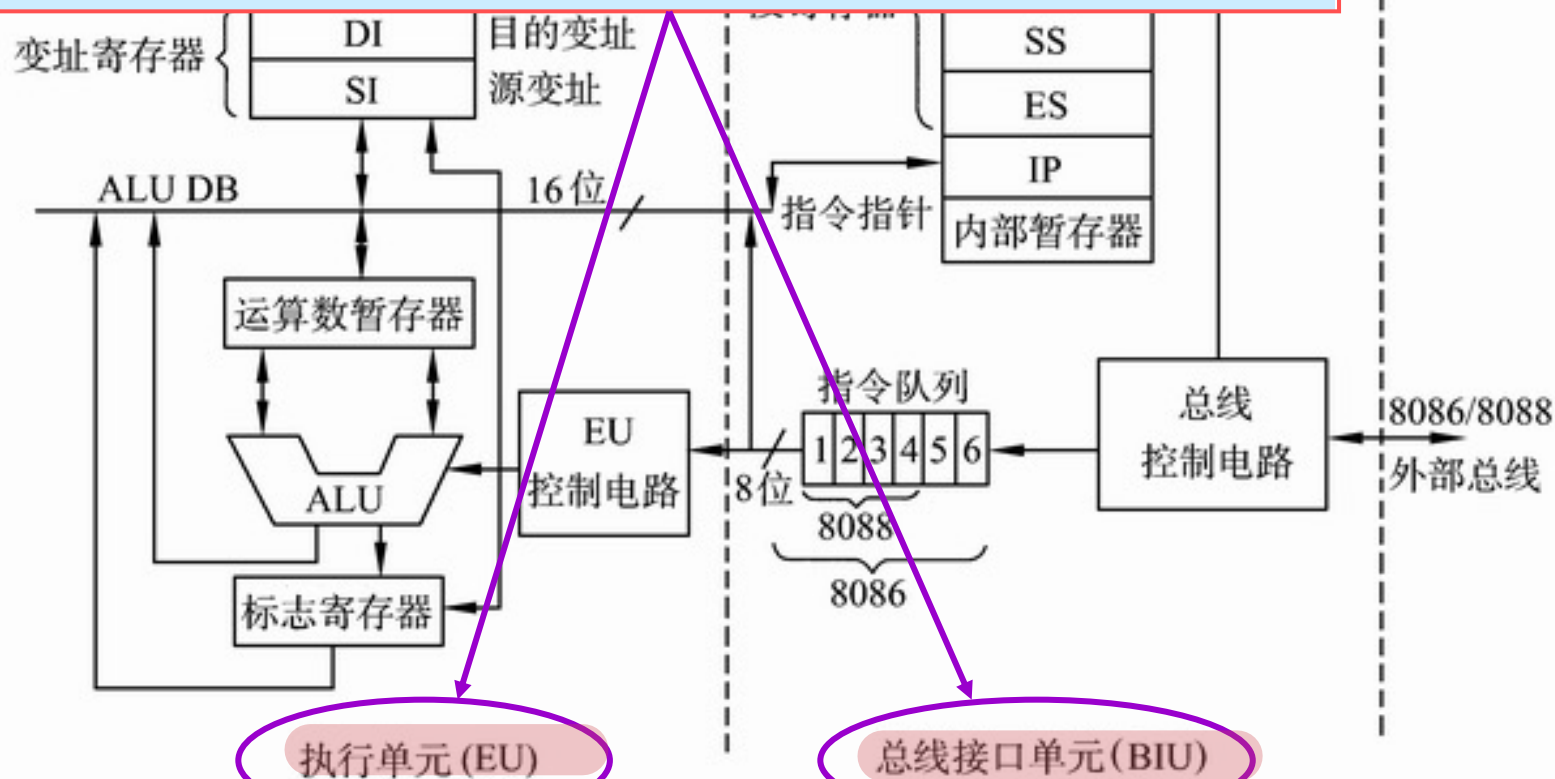 变址寄存器
DI
目的变址
SI
源变址
段寄存器
SS
ES
IP
指令指针
内部暂存器
ALU DB
16位
运算数暂存器
ALU
EU
控制电路
标志寄存器
指令队列
1 2 3 4 5 6
8位
8088
8086
总线
控制电路
8086/8088
外部总线
执行单元(EU)
总线接口单元(BIU)